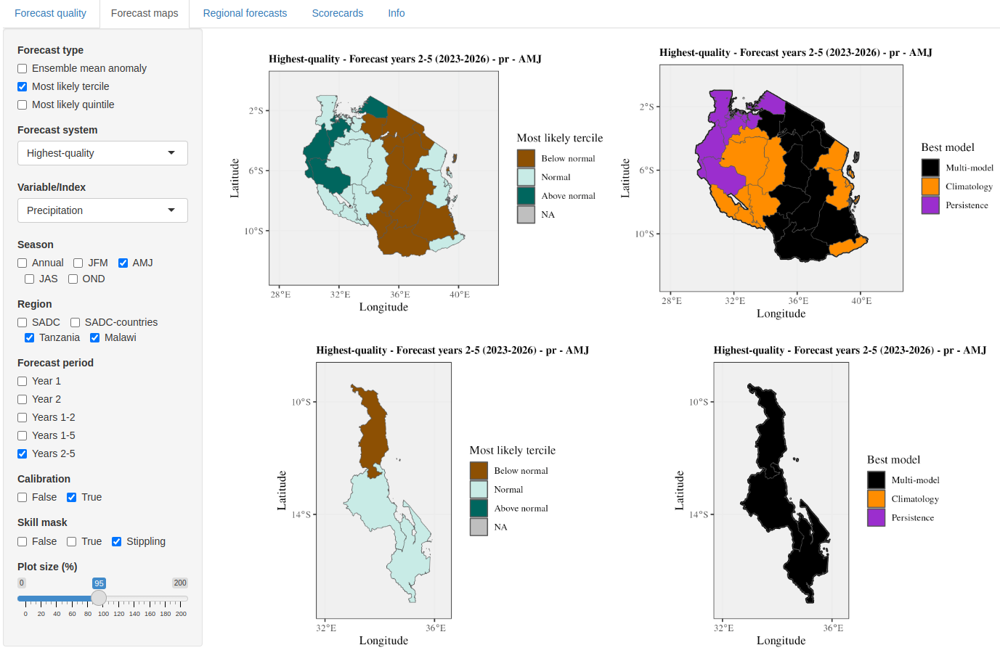 Forecast quality
Forecast maps
Regional forecasts
Scorecards
Info
Forecast type
Ensemble mean anomaly
Most likely tercile
Most likely quintile
Forecast system
Highest-quality
Variable/Index
Precipitation
Season
Annual JFM AMJ
JAS OND
Region
SADC SADC-countries
Tanzania Malawi
Forecast period
Year 1
Year 2
Years 1-2
Years 1-5
Years 2-5
Calibration
False True
Skill mask
False True Stippling
Plot size (%)
0 95 200
0 20 40 60 80 100 120 140 160 180 200
Highest-quality - Forecast years 2-5 (2023-2026) - pr - AMJ
Latitude
2°S
6°S
10°S
28°E 32°E 36°E 40°E
Longitude
Most likely tercile
Below normal
Normal
Above normal
NA
Highest-quality - Forecast years 2-5 (2023-2026) - pr - AMJ
Latitude
2°S
6°S
10°S
28°E 32°E 36°E 40°E
Longitude
Best model
Multi-model
Climatology
Persistence
Highest-quality - Forecast years 2-5 (2023-2026) - pr - AMJ
Latitude
10°S
14°S
32°E 36°E
Longitude
Most likely tercile
Below normal
Normal
Above normal
NA
Highest-quality - Forecast years 2-5 (2023-2026) - pr - AMJ
Latitude
10°S
14°S
32°E 36°E
Longitude
Best model
Multi-model
Climatology
Persistence